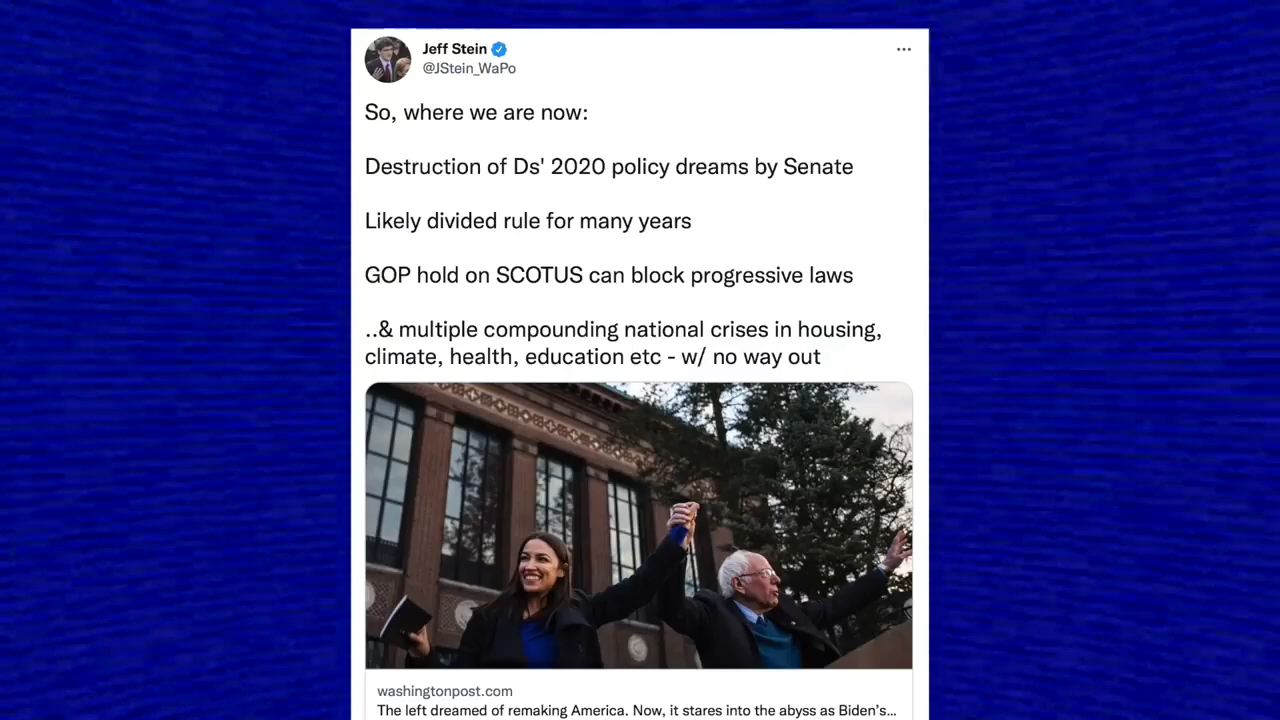 Jeff Stein
@JStein_WaPo
So, where we are now:
Destruction of Ds' 2020 policy dreams by Senate
Likely divided rule for many years
GOP hold on SCOTUS can block progressive laws
..& multiple compounding national crises in housing,
climate, health, education etc - w/ no way out
washingtonpost.com
The left dreamed of remaking America. Now, it stares into the abyss as Biden’s...